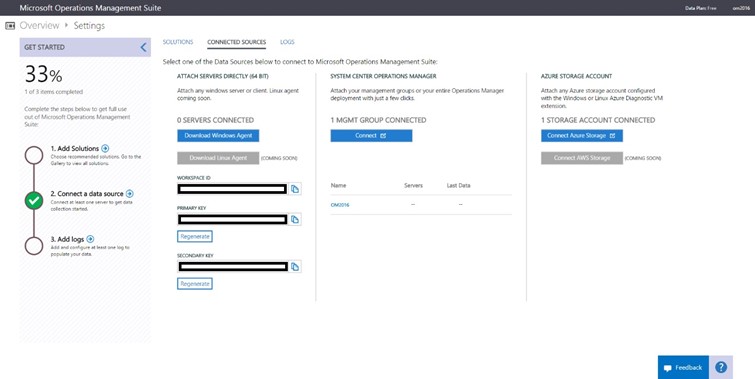 Microsoft Operations Management Suite
Data Plan: Free
om2016
Overview
Settings
GET STARTED
33%
1 of 3 items completed
Complete the steps below to get full use
out of Microsoft Operations Management
Suite:
1. Add Solutions
Choose recommended solutions. Go to the
Gallery to view all solutions.
2. Connect a data source
Connect at least one server to get data
collection started.
3. Add logs
Add and configure at least one log to
populate your data.
SOLUTIONS
CONNECTED SOURCES
LOGS
Select one of the Data Sources below to connect to Microsoft Operations Management Suite:
ATTACH SERVERS DIRECTLY (64 BIT)
Attach any windows server or client. Linux agent
coming soon.
0 SERVERS CONNECTED
Download Windows Agent
Download Linux Agent
(COMING SOON)
WORKSPACE ID
PRIMARY KEY
Regenerate
SECONDARY KEY
Regenerate
SYSTEM CENTER OPERATIONS MANAGER
Attach your management groups or your entire Operations Manager
deployment with just a few clicks.
1 MGMT GROUP CONNECTED
Connect
Name Servers Last Data
OM2016 -- --
AZURE STORAGE ACCOUNT
Attach any Azure storage account configured
with the Windows or Linux Azure Diagnostic VM
extension.
1 STORAGE ACCOUNT CONNECTED
Connect Azure Storage
Connect AWS Storage
(COMING SOON)
Feedback
?